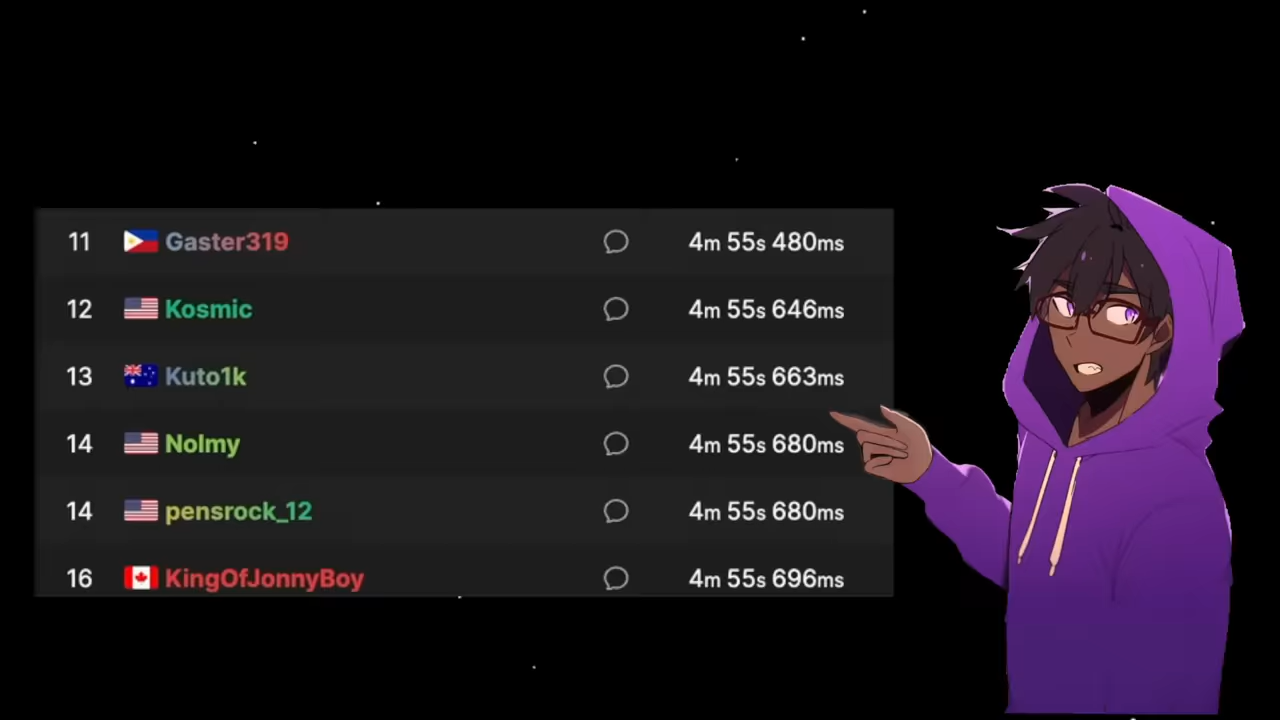 11 Gaster319 4m 55s 480ms
12 Kosmic 4m 55s 646ms
13 Kuto1k 4m 55s 663ms
14 Nolmy 4m 55s 680ms
14 pensrock_12 4m 55s 680ms
16 KingOfJonnyBoy 4m 55s 696ms